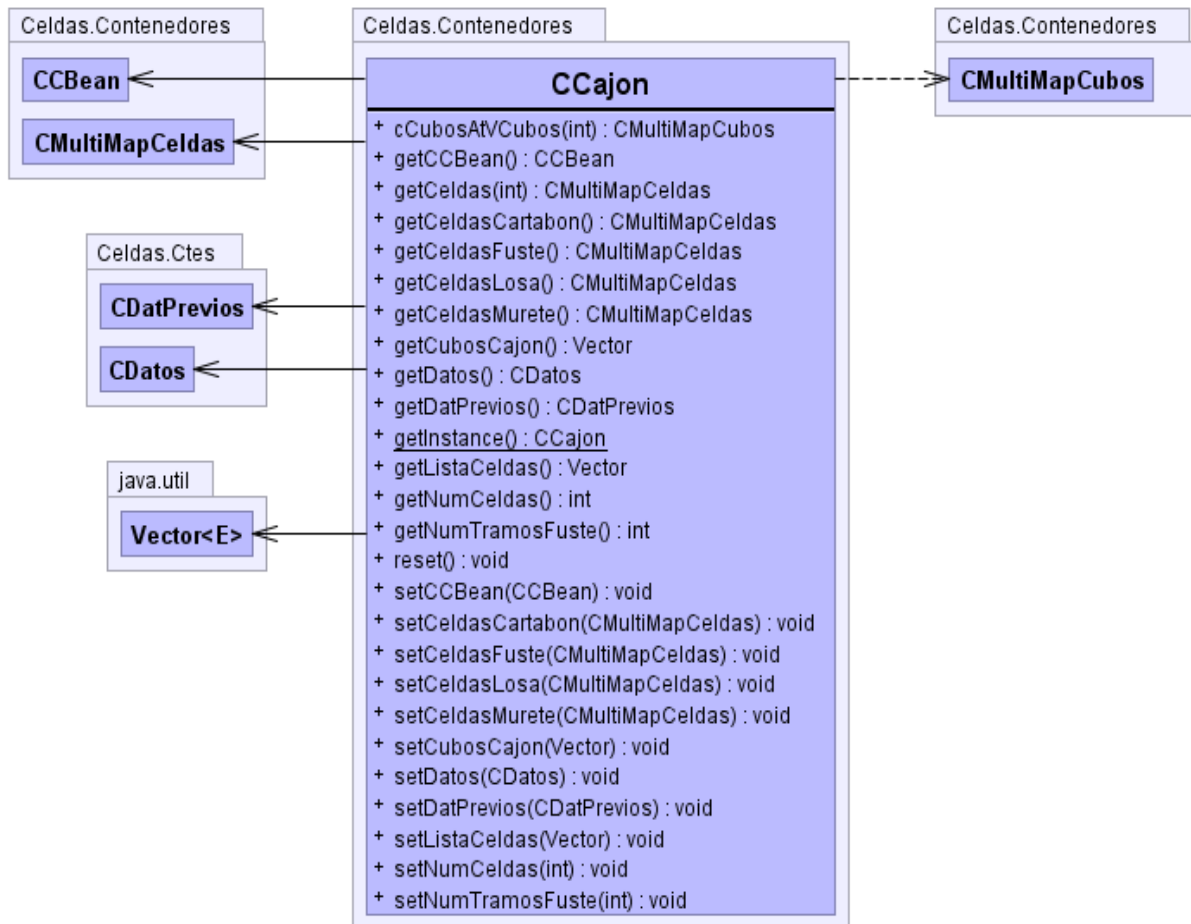 Celdas.Contenedores
CCBean
CMultiMapCeldas
Celdas.Ctes
CDatPrevios
CDatos
java.util
Vector<E>
Celdas.Contenedores
CCajon
+ cCubosAtVCubos(int) : CMultiMapCubos
+ getCCBean() : CCBean
+ getCeldas(int) : CMultiMapCeldas
+ getCeldasCartabon() : CMultiMapCeldas
+ getCeldasFuste() : CMultiMapCeldas
+ getCeldasLosa() : CMultiMapCeldas
+ getCeldasMurete() : CMultiMapCeldas
+ getCubosCajon() : Vector
+ getDatos() : CDatos
+ getDatPrevios() : CDatPrevios
+ getInstance() : CCajon
+ getListaCeldas() : Vector
+ getNumCeldas() : int
+ getNumTramosFuste() : int
+ reset() : void
+ setCCBean(CCBean) : void
+ setCeldasCartabon(CMultiMapCeldas) : void
+ setCeldasFuste(CMultiMapCeldas) : void
+ setCeldasLosa(CMultiMapCeldas) : void
+ setCeldasMurete(CMultiMapCeldas) : void
+ setCubosCajon(Vector) : void
+ setDatos(CDatos) : void
+ setDatPrevios(CDatPrevios) : void
+ setListaCeldas(Vector) : void
+ setNumCeldas(int) : void
+ setNumTramosFuste(int) : void
Celdas.Contenedores
CMultiMapCubos